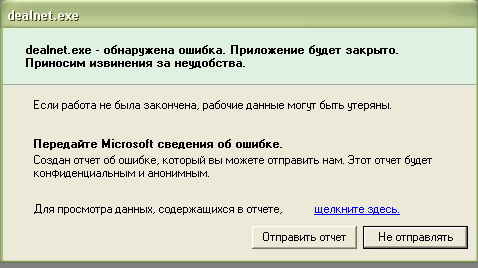 dealnet.exe
dealnet.exe - обнаружена ошибка. Приложение будет закрыто.
Приносим извинения за неудобства.
Если работа не была закончена, рабочие данные могут быть утеряны.
Передайте Microsoft сведения об ошибке.
Создан отчет об ошибке, который вы можете отправить нам. Этот отчет будет
конфиденциальным и анонимным.
Для просмотра данных, содержащихся в отчете, щелкните здесь.
Отправить отчет Не отправлять